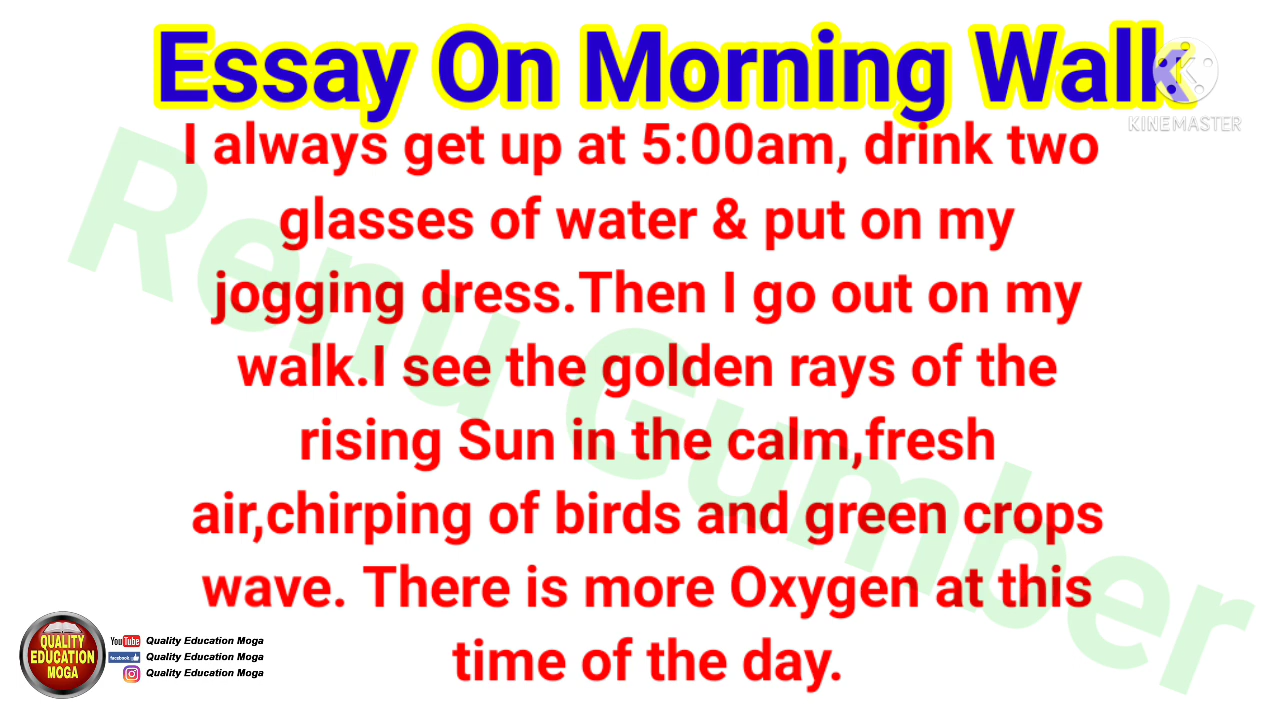 Essay On Morning Walk
KINEMASTER
I always get up at 5:00am, drink two
glasses of water & put on my
jogging dress.Then I go out on my
walk.I see the golden rays of the
rising Sun in the calm,fresh
air,chirping of birds and green crops
wave. There is more Oxygen at this
time of the day.
Renu Gumber
QUALITY
EDUCATION
MOGA
YouTube Quality Education Moga
facebook Quality Education Moga
Quality Education Moga